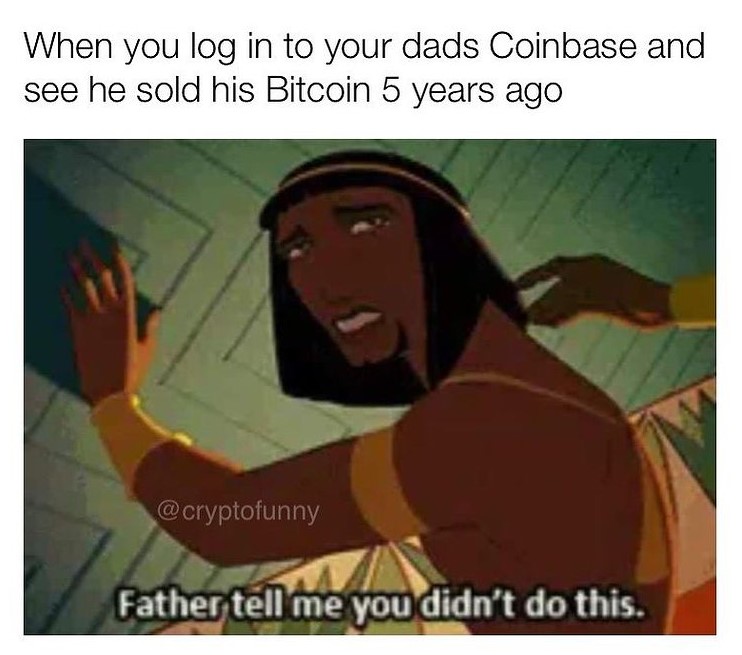 When you log in to your dads Coinbase and
see he sold his Bitcoin 5 years ago
@cryptofunny
Father tell me you didn't do this.